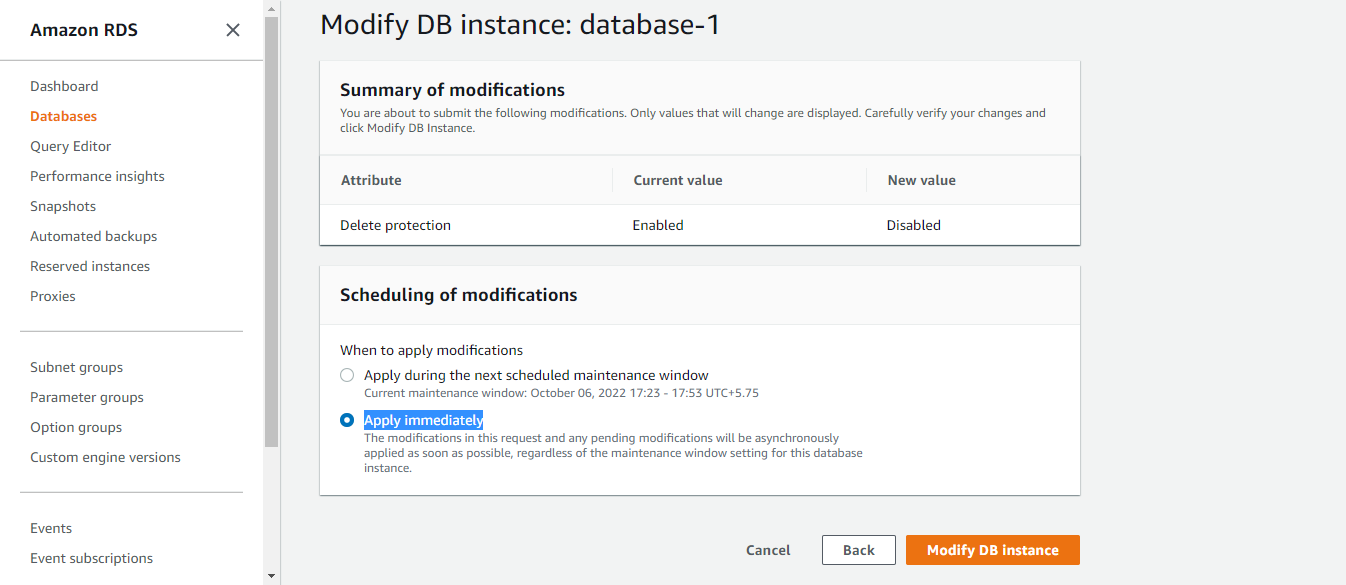 Amazon RDS
Dashboard
Databases
Query Editor
Performance insights
Snapshots
Automated backups
Reserved instances
Proxies
Subnet groups
Parameter groups
Option groups
Custom engine versions
Events
Event subscriptions
Modify DB instance: database-1
Summary of modifications
You are about to submit the following modifications. Only values that will change are displayed. Carefully verify your changes and
click Modify DB Instance.
Attribute Current value New value
Delete protection Enabled Disabled
Scheduling of modifications
When to apply modifications
Apply during the next scheduled maintenance window
Current maintenance window: October 06, 2022 17:23 - 17:53 UTC+5.75
Apply immediately
The modifications in this request and any pending modifications will be asynchronously
applied as soon as possible, regardless of the maintenance window setting for this database
instance.
Cancel Back Modify DB instance